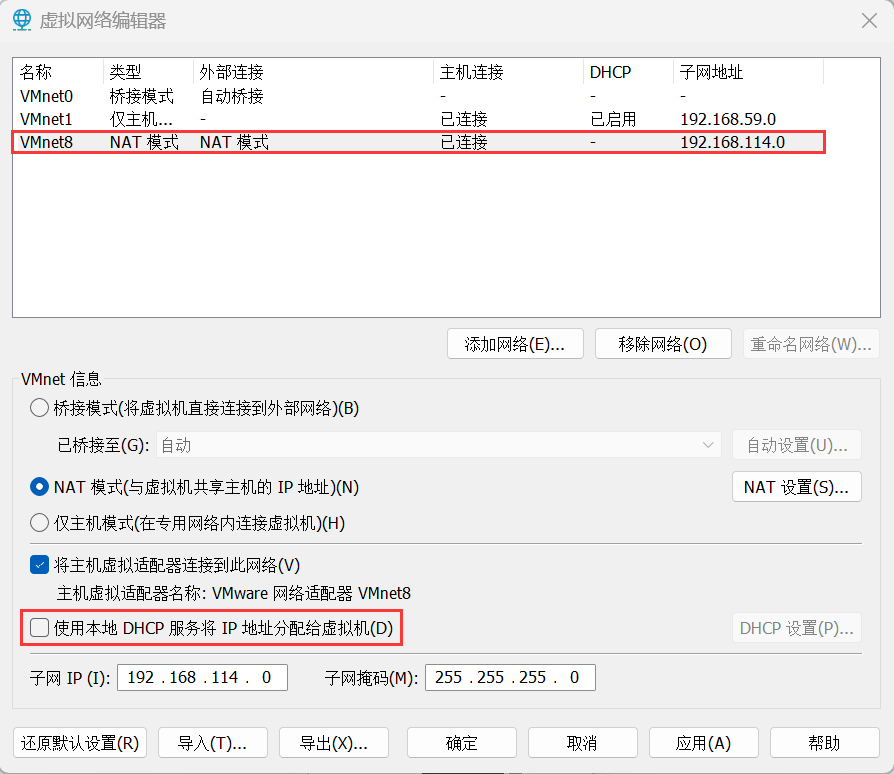 虚拟网络编辑器
名称 类型 外部连接 主机连接 DHCP 子网地址
VMnet0 桥接模式 自动桥接 - - -
VMnet1 仅主机... - 已连接 已启用 192.168.59.0
VMnet8 NAT 模式 NAT 模式 已连接 - 192.168.114.0
添加网络(E)... 移除网络(O) 重命名网络(W)...
VMnet 信息
桥接模式(将虚拟机直接连接到外部网络)(B)
已桥接至(G): 自动 自动设置(U)...
NAT 模式(与虚拟机共享主机的 IP 地址)(N) NAT 设置(S)...
仅主机模式(在专用网络内连接虚拟机)(H)
将主机虚拟适配器连接到此网络(V)
主机虚拟适配器名称: VMware 网络适配器 VMnet8
使用本地 DHCP 服务将 IP 地址分配给虚拟机(D) DHCP 设置(P)...
子网 IP (I): 192 . 168 . 114 . 0 子网掩码(M): 255 . 255 . 255 . 0
还原默认设置(R) 导入(T)... 导出(X)... 确定 取消 应用(A) 帮助